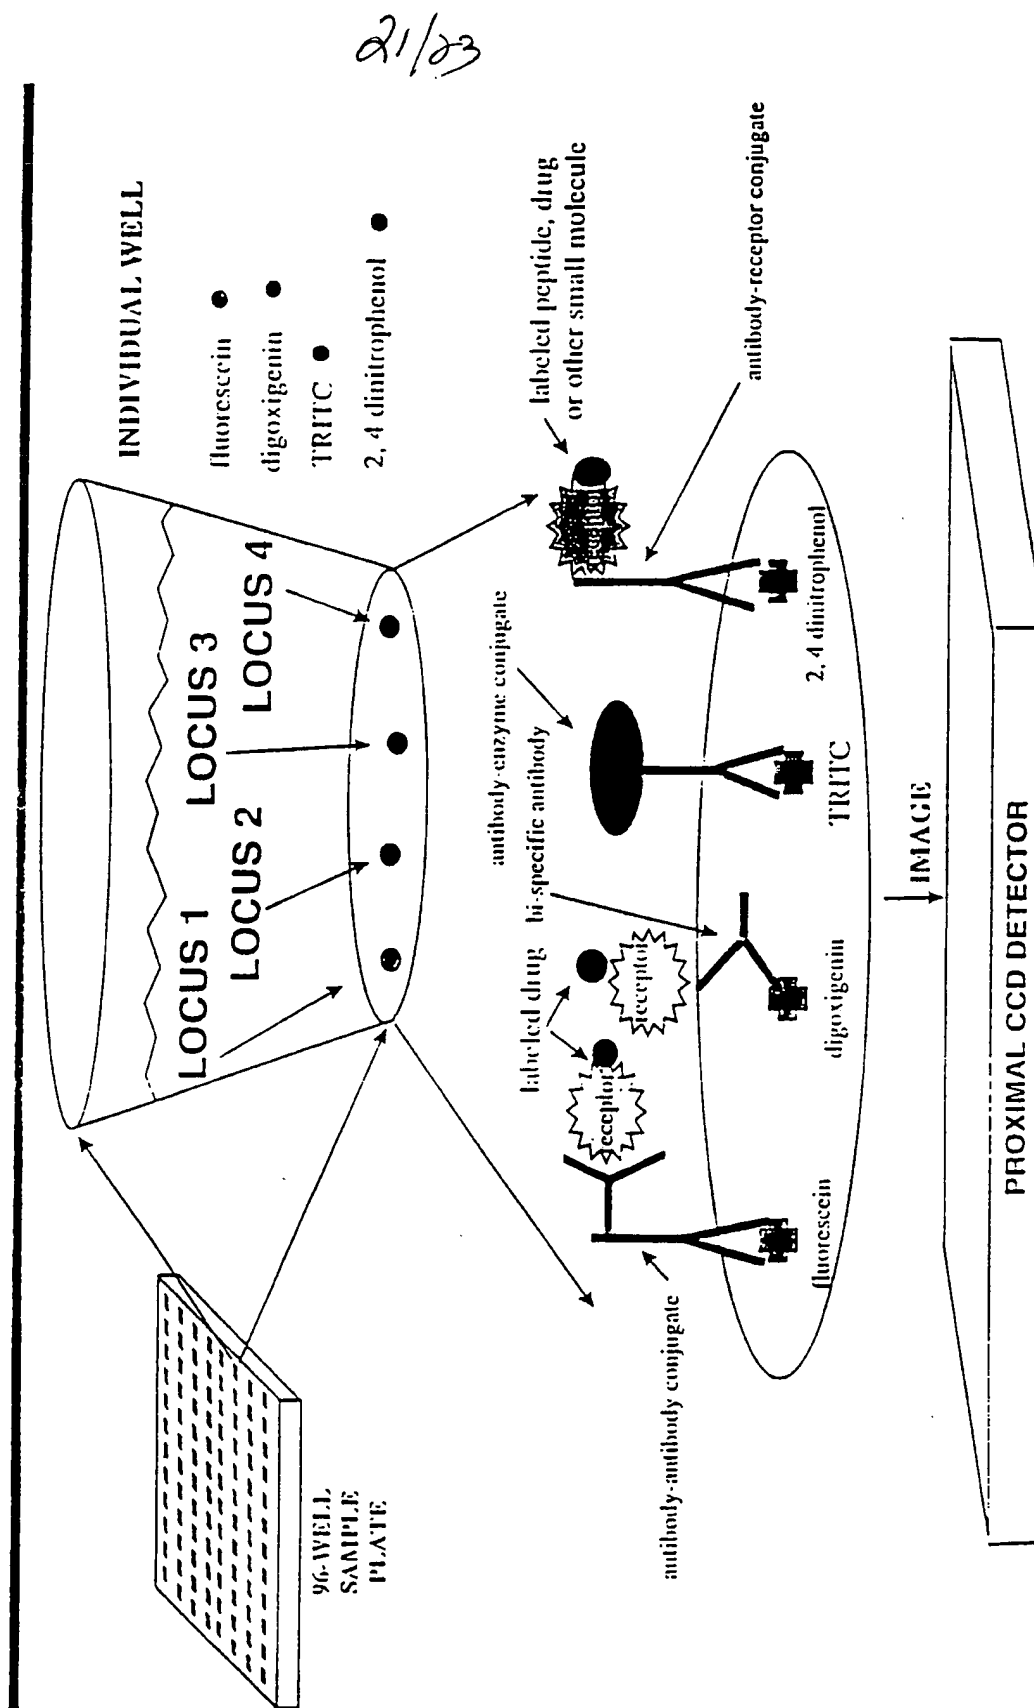 21/23
INDIVIDUAL WELL
fluorescein
digoxigenin
TRITC
2, 4 dinitrophenol
LOCUS 1
LOCUS 2
LOCUS 3
LOCUS 4
96-WELL
SAMPLE
PLATE
labeled peptide, drug
or other small molecule
antibody-receptor conjugate
antibody-enzyme conjugate
bi-specific antibody
labeled drug
receptor
receptor
receptor
antibody-antibody conjugate
fluorescein
digoxigenin
TRITC
2, 4 dinitrophenol
IMAGE
PROXIMAL CCD DETECTOR